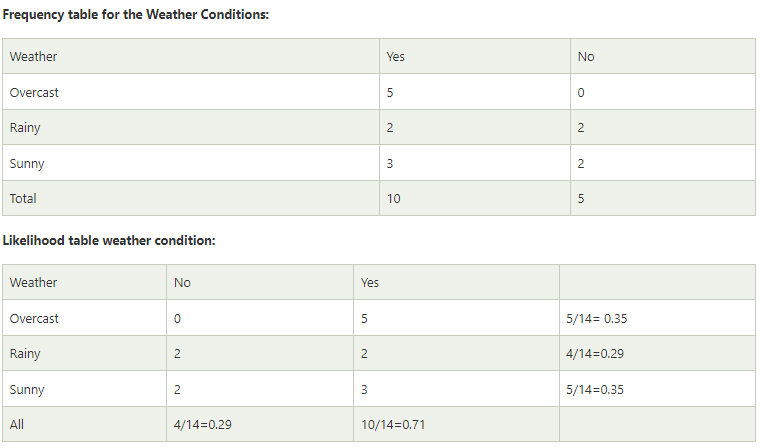 Frequency table for the Weather Conditions:
Weather Yes No
Overcast 5 0
Rainy 2 2
Sunny 3 2
Total 10 5
Likelihood table weather condition:
Weather No Yes
Overcast 0 5 5/14= 0.35
Rainy 2 2 4/14=0.29
Sunny 2 3 5/14=0.35
All 4/14=0.29 10/14=0.71